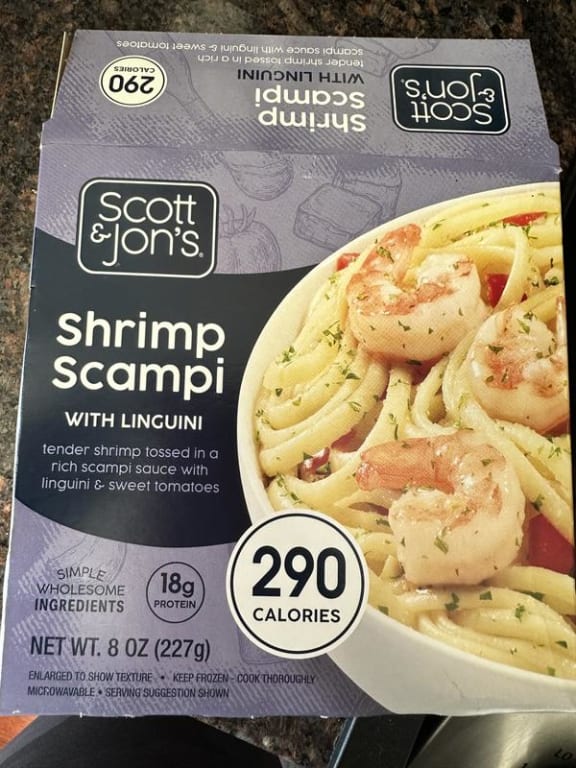 scampi sauce with linguini & sweet tomatoes
tender shrimp tossed in a rich
WITH LINGUINI
Scampi
Shrimp
290
CALORIES
Scott
&Jon's®
Scott
&Jon's®
Shrimp
Scampi
WITH LINGUINI
tender shrimp tossed in a
rich scampi sauce with
linguini & sweet tomatoes
SIMPLE
WHOLESOME
INGREDIENTS
18g
PROTEIN
290
CALORIES
NET WT. 8 OZ (227g)
ENLARGED TO SHOW TEXTURE • KEEP FROZEN - COOK THOROUGHLY
MICROWAVABLE • SERVING SUGGESTION SHOWN
LO